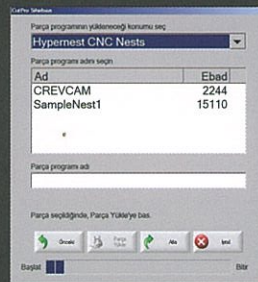 CutPro Sihirbazı
Parça programının yükleneceği konumu seç
Hypernest CNC Nests
Parça programı adını seçin
Ad Ebad
CREVCAM 2244
SampleNest1 15110
Parça programı adı
Parça seçildiğinde, Parça Yükle'ye bas.
Önceki
Parça Yükle
Atla
İptal
Başlat Bitir